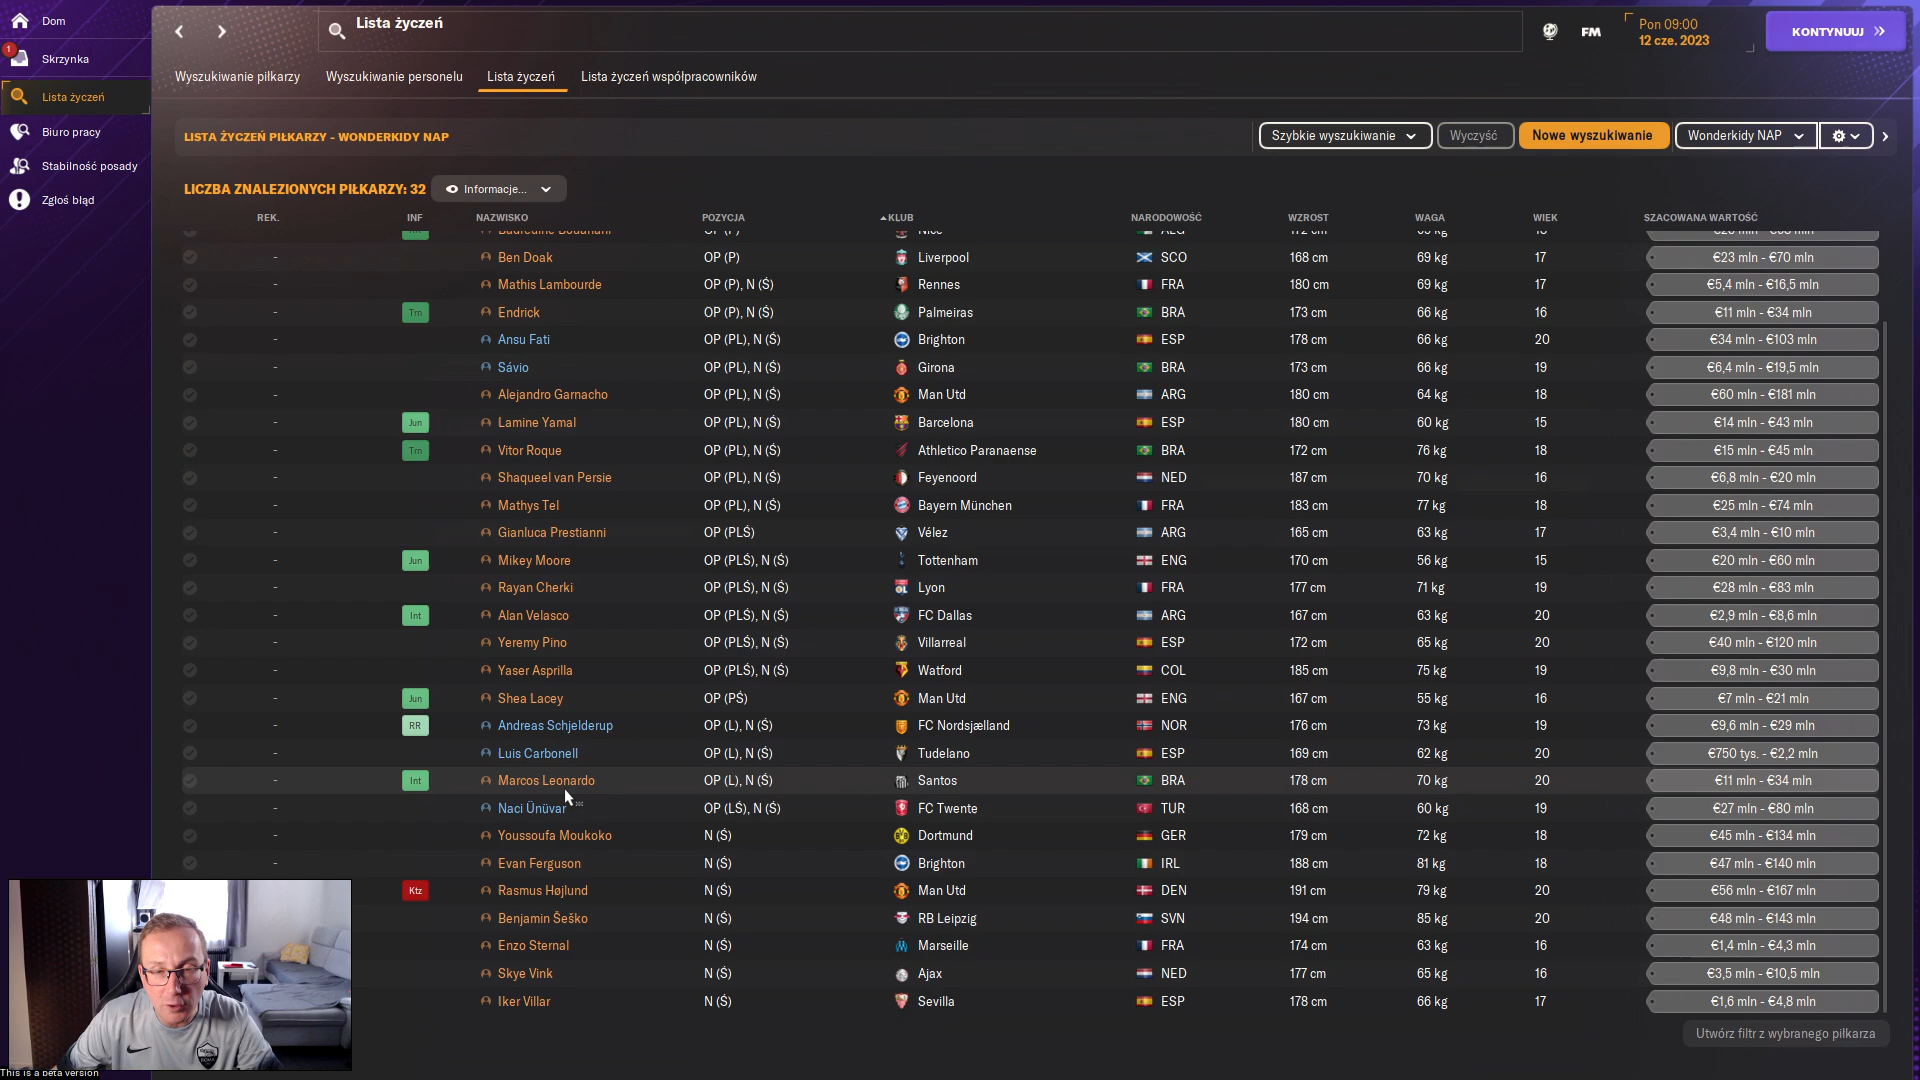 Dom
1
Skrzynka
Lista życzeń
Biuro pracy
Stabilność posady
Zgłoś błąd
Lista życzeń
FM
Pon 09:00
12 cze. 2023
KONTYNUUJ
Wyszukiwanie piłkarzy Wyszukiwanie personelu Lista życzeń Lista życzeń współpracowników
LISTA ŻYCZEŃ PIŁKARZY - WONDERKIDY NAP
Szybkie wyszukiwanie Wyczyść Nowe wyszukiwanie Wonderkidy NAP
LICZBA ZNALEZIONYCH PIŁKARZY: 32 Informacje...
REK. INF NAZWISKO POZYCJA KLUB NARODOWOŚĆ WZROST WAGA WIEK SZACOWANA WARTOŚĆ
- Ben Doak OP (P) Liverpool SCO 168 cm 69 kg 17 €23 mln - €70 mln
- Mathis Lambourde OP (P), N (Ś) Rennes FRA 180 cm 69 kg 17 €5,4 mln - €16,5 mln
- Trn Endrick OP (P), N (Ś) Palmeiras BRA 173 cm 66 kg 16 €11 mln - €34 mln
- Ansu Fati OP (PL), N (Ś) Brighton ESP 178 cm 66 kg 20 €34 mln - €103 mln
- Sávio OP (PL), N (Ś) Girona BRA 173 cm 66 kg 19 €6,4 mln - €19,5 mln
- Alejandro Garnacho OP (PL), N (Ś) Man Utd ARG 180 cm 64 kg 18 €60 mln - €181 mln
- Jun Lamine Yamal OP (PL), N (Ś) Barcelona ESP 180 cm 60 kg 15 €14 mln - €43 mln
- Trn Vitor Roque OP (PL), N (Ś) Athletico Paranaense BRA 172 cm 76 kg 18 €15 mln - €45 mln
- Shaqueel van Persie OP (PL), N (Ś) Feyenoord NED 187 cm 70 kg 16 €6,8 mln - €20 mln
- Mathys Tel OP (PL), N (Ś) Bayern München FRA 183 cm 77 kg 18 €25 mln - €74 mln
- Gianluca Prestianni OP (PLŚ) Vélez ARG 165 cm 63 kg 17 €3,4 mln - €10 mln
- Jun Mikey Moore OP (PLŚ), N (Ś) Tottenham ENG 170 cm 56 kg 15 €20 mln - €60 mln
- Rayan Cherki OP (PLŚ), N (Ś) Lyon FRA 177 cm 71 kg 19 €28 mln - €83 mln
- Int Alan Velasco OP (PLŚ), N (Ś) FC Dallas ARG 167 cm 63 kg 20 €2,9 mln - €8,6 mln
- Yeremy Pino OP (PLŚ), N (Ś) Villarreal ESP 172 cm 65 kg 20 €40 mln - €120 mln
- Yaser Asprilla OP (PLŚ), N (Ś) Watford COL 185 cm 75 kg 19 €9,8 mln - €30 mln
- Jun Shea Lacey OP (PŚ) Man Utd ENG 167 cm 55 kg 16 €7 mln - €21 mln
- RR Andreas Schjelderup OP (L), N (Ś) FC Nordsjælland NOR 176 cm 73 kg 19 €9,6 mln - €29 mln
- Luis Carbonell OP (L), N (Ś) Tudelano ESP 169 cm 62 kg 20 €750 tys. - €2,2 mln
- Int Marcos Leonardo OP (L), N (Ś) Santos BRA 178 cm 70 kg 20 €11 mln - €34 mln
- Naci Ünüvar OP (LŚ), N (Ś) FC Twente TUR 168 cm 60 kg 19 €27 mln - €80 mln
- Youssoufa Moukoko N (Ś) Dortmund GER 179 cm 72 kg 18 €45 mln - €134 mln
- Evan Ferguson N (Ś) Brighton IRL 188 cm 81 kg 18 €47 mln - €140 mln
Ktz Rasmus Højlund N (Ś) Man Utd DEN 191 cm 79 kg 20 €56 mln - €167 mln
Benjamin Šeško N (Ś) RB Leipzig SVN 194 cm 85 kg 20 €48 mln - €143 mln
Enzo Sternal N (Ś) Marseille FRA 174 cm 63 kg 16 €1,4 mln - €4,3 mln
Skye Vink N (Ś) Ajax NED 177 cm 65 kg 16 €3,5 mln - €10,5 mln
Iker Villar N (Ś) Sevilla ESP 178 cm 66 kg 17 €1,6 mln - €4,8 mln
Utwórz filtr z wybranego piłkarza
This is a beta version